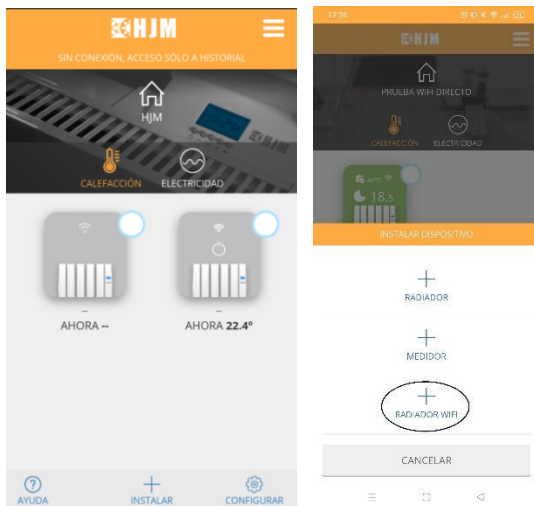 HJM
SIN CONEXIÓN, ACCESO SÓLO A HISTORIAL
HJM
CALEFACCIÓN ELECTRICIDAD
-- --
AHORA -- AHORA 22.4º
AYUDA INSTALAR CONFIGURAR
12:36
HJM
PRUEBA WIFI DIRECTO
CALEFACCIÓN ELECTRICIDAD
AUTO
18.5
INSTALAR DISPOSITIVO
RADIADOR
MEDIDOR
RADIADOR WIFI
CANCELAR